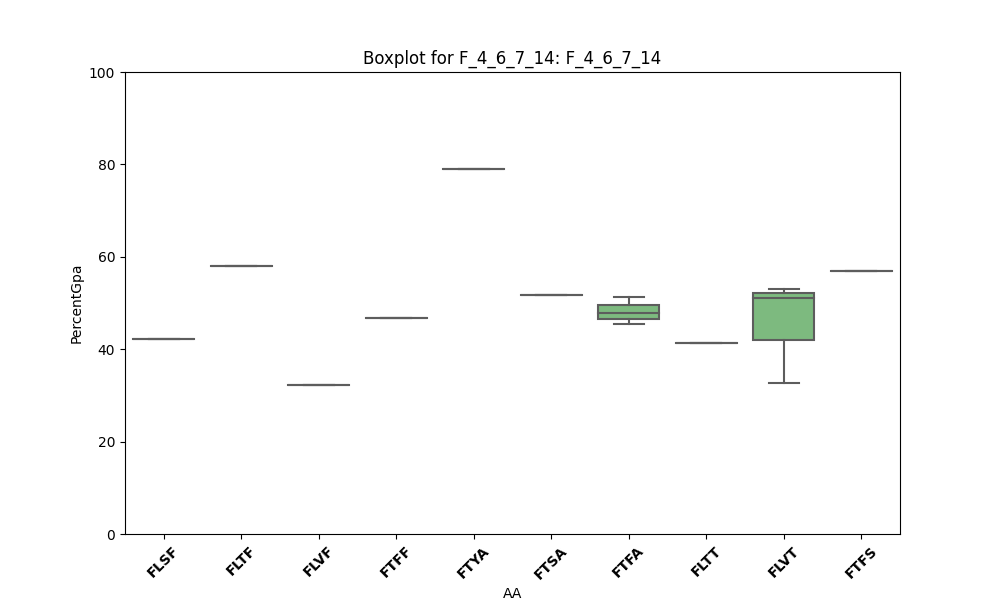 Boxplot for F_4_6_7_14: F_4_6_7_14
100
80
60
40
20
0
PercentGpa
FLSF
FLTF
FLVF
FTFF
FTYA
FTSA
FTFA
FLTT
FLVT
FTFS
AA